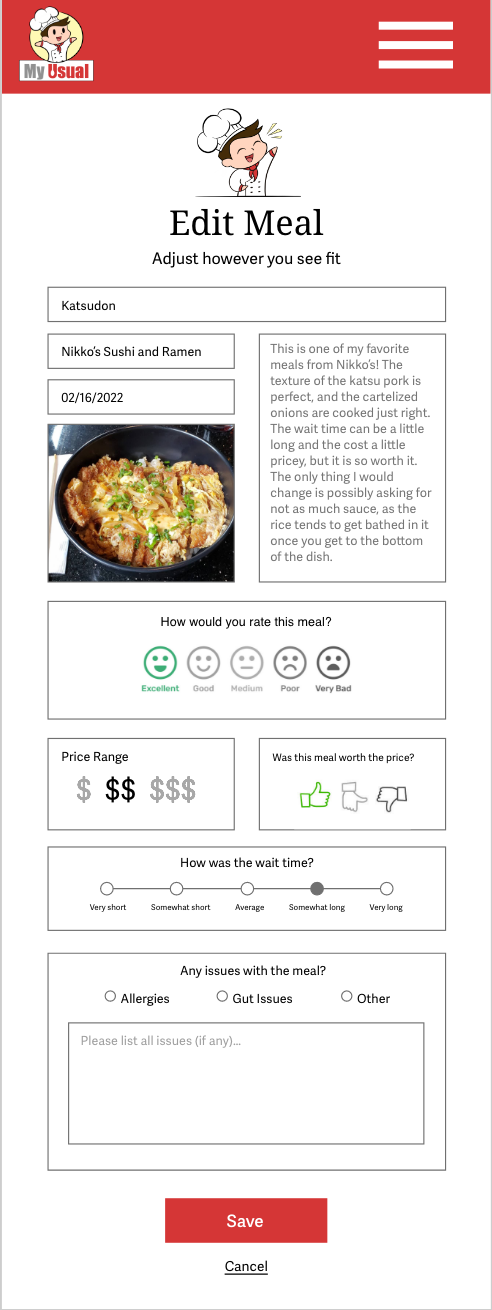 My Usual
Edit Meal
Adjust however you see fit
Katsudon
Nikko's Sushi and Ramen
02/16/2022
This is one of my favorite
meals from Nikko's! The
texture of the katsu pork is
perfect, and the cartelized
onions are cooked just right.
The wait time can be a little
long and the cost a little
pricey, but it is so worth it.
The only thing I would
change is possibly asking for
not as much sauce, as the
rice tends to get bathed in it
once you get to the bottom
of the dish.
How would you rate this meal?
Excellent Good Medium Poor Very Bad
Price Range
$ $$ $$$
Was this meal worth the price?
How was the wait time?
Very short Somewhat short Average Somewhat long Very long
Any issues with the meal?
Allergies Gut Issues Other
Please list all issues (if any)...
Save
Cancel